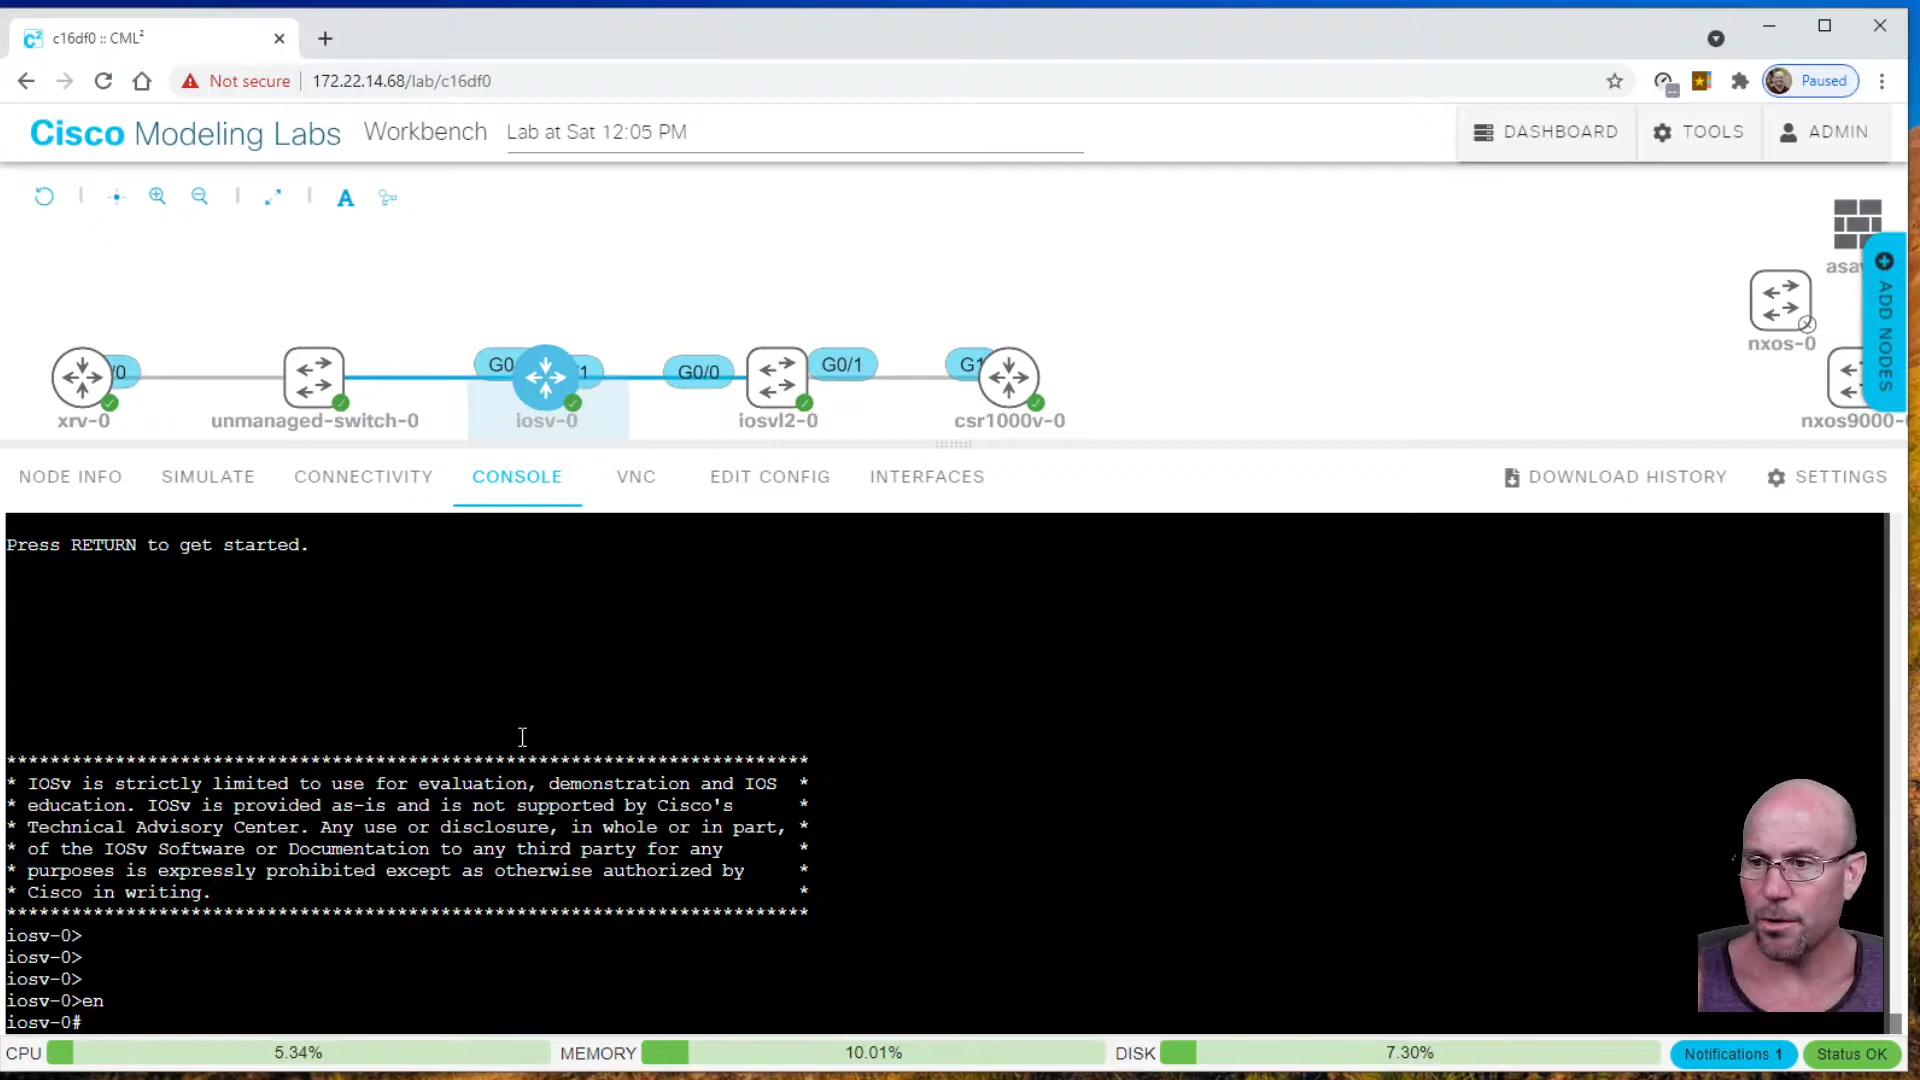 c16df0 :: CML²
Not secure
172.22.14.68/lab/c16df0
Paused
Cisco Modeling Labs
Workbench
Lab at Sat 12:05 PM
DASHBOARD
TOOLS
ADMIN
A
ADD NODES
nxos-0
/0
G0
/1
G0/0
G0/1
G1
xrv-0
unmanaged-switch-0
iosv-0
iosvl2-0
csr1000v-0
nxos9000-
NODE INFO
SIMULATE
CONNECTIVITY
CONSOLE
VNC
EDIT CONFIG
INTERFACES
DOWNLOAD HISTORY
SETTINGS
Press RETURN to get started.
**************************************************************************
* IOSv is strictly limited to use for evaluation, demonstration and IOS  *
* education. IOSv is provided as-is and is not supported by Cisco's      *
* Technical Advisory Center. Any use or disclosure, in whole or in part, *
* of the IOSv Software or Documentation to any third party for any       *
* purposes is expressly prohibited except as otherwise authorized by     *
* Cisco in writing.                                                      *
**************************************************************************
iosv-0>
iosv-0>
iosv-0>
iosv-0>en
iosv-0#
CPU
5.34%
MEMORY
10.01%
DISK
7.30%
Notifications 1
Status OK